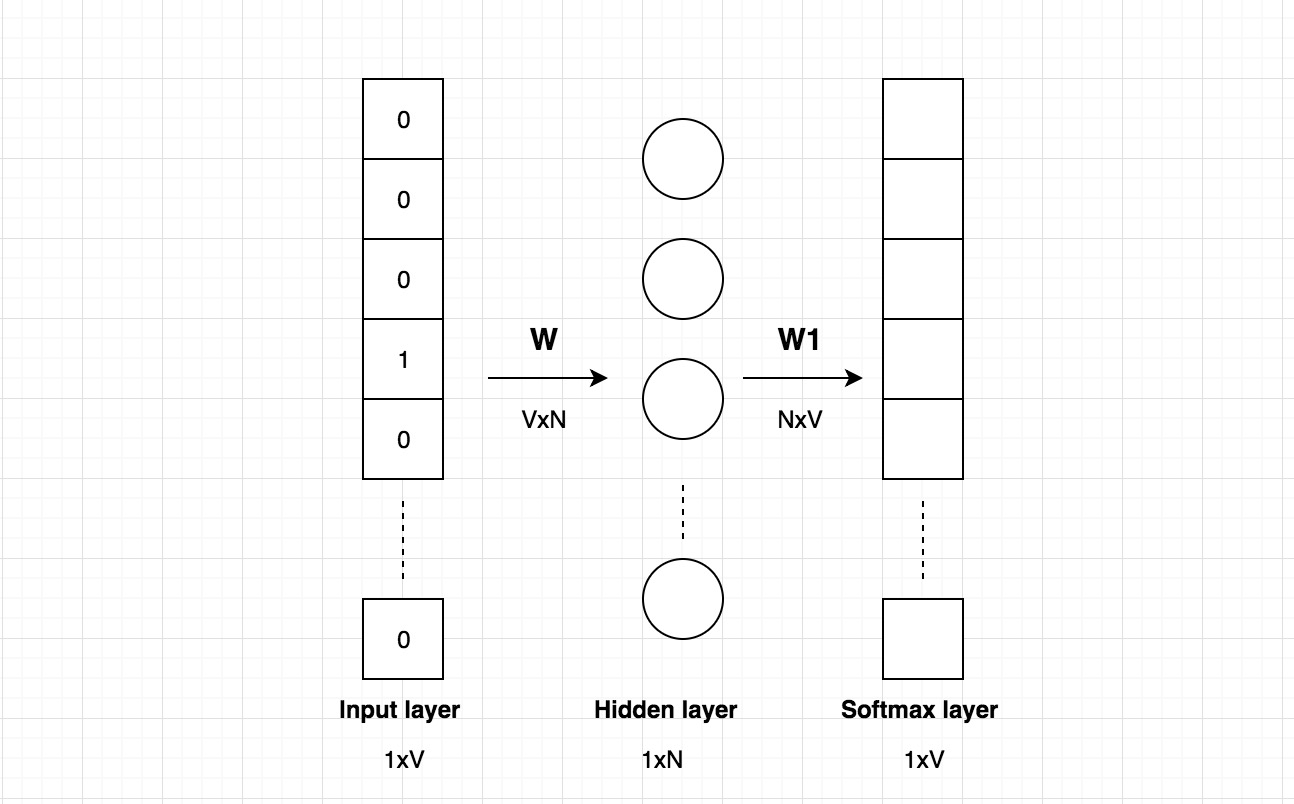 0
0
0
1
0
0
W
VxN
W1
NxV
Input layer
1xV
Hidden layer
1xN
Softmax layer
1xV